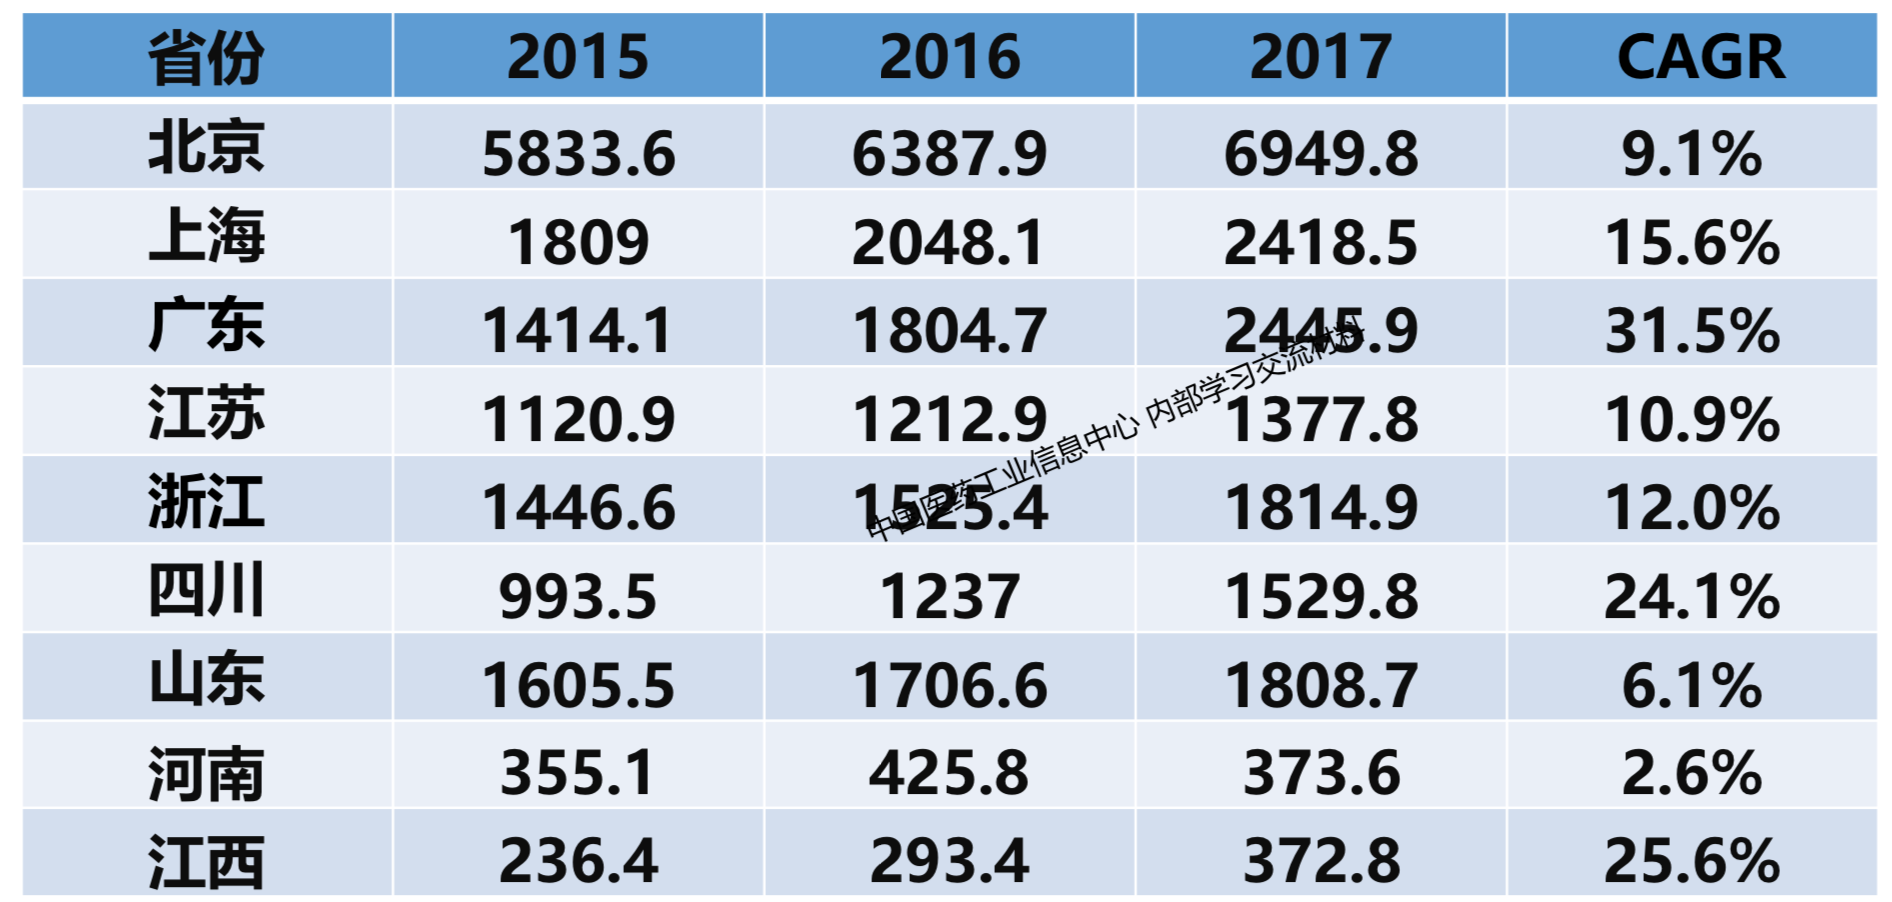 省份 2015 2016 2017 CAGR
北京 5833.6 6387.9 6949.8 9.1%
上海 1809 2048.1 2418.5 15.6%
广东 1414.1 1804.7 2445.9 31.5%
江苏 1120.9 1212.9 1377.8 10.9%
浙江 1446.6 1525.4 1814.9 12.0%
四川 993.5 1237 1529.8 24.1%
山东 1605.5 1706.6 1808.7 6.1%
河南 355.1 425.8 373.6 2.6%
江西 236.4 293.4 372.8 25.6%
中国医药工业信息中心 内部学习交流材料